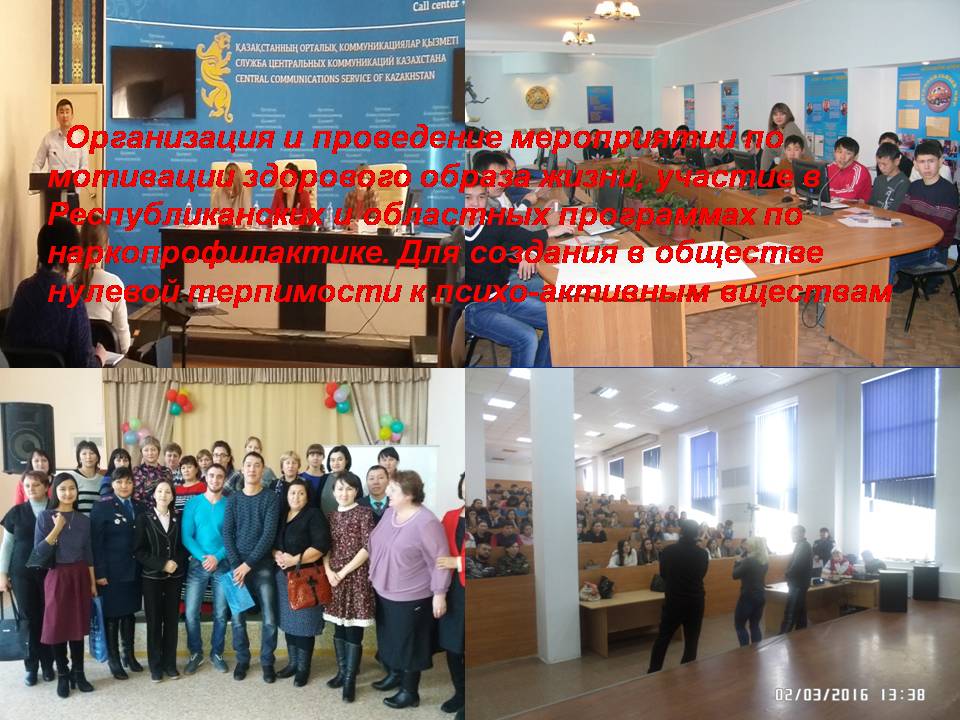 Call center
ҚАЗАҚСТАННЫҢ ОРТАЛЫҚ КОММУНИКАЦИЯЛАР ҚЫЗМЕТІ
СЛУЖБА ЦЕНТРАЛЬНЫХ КОММУНИКАЦИЙ КАЗАХСТАНА
CENTRAL COMMUNICATIONS SERVICE OF KAZAKHSTAN
Организация и проведение мероприятий по
мотивации здорового образа жизни, участие в
Республиканских и областных программах по
наркопрофилактике. Для создания в обществе
нулевой терпимости к психо-активным вществам
02/03/2016 13:38